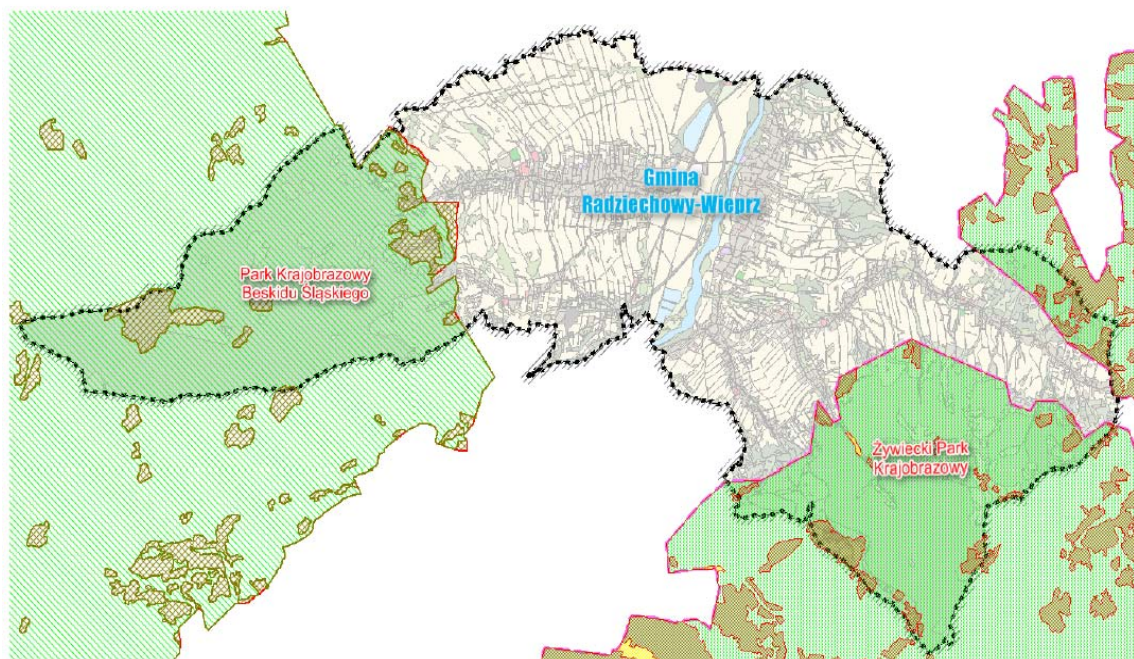 Gmina
Radziechowy-Wieprz
Park Krajobrazowy
Beskidu Śląskiego
Żywiecki Park
Krajobrazowy